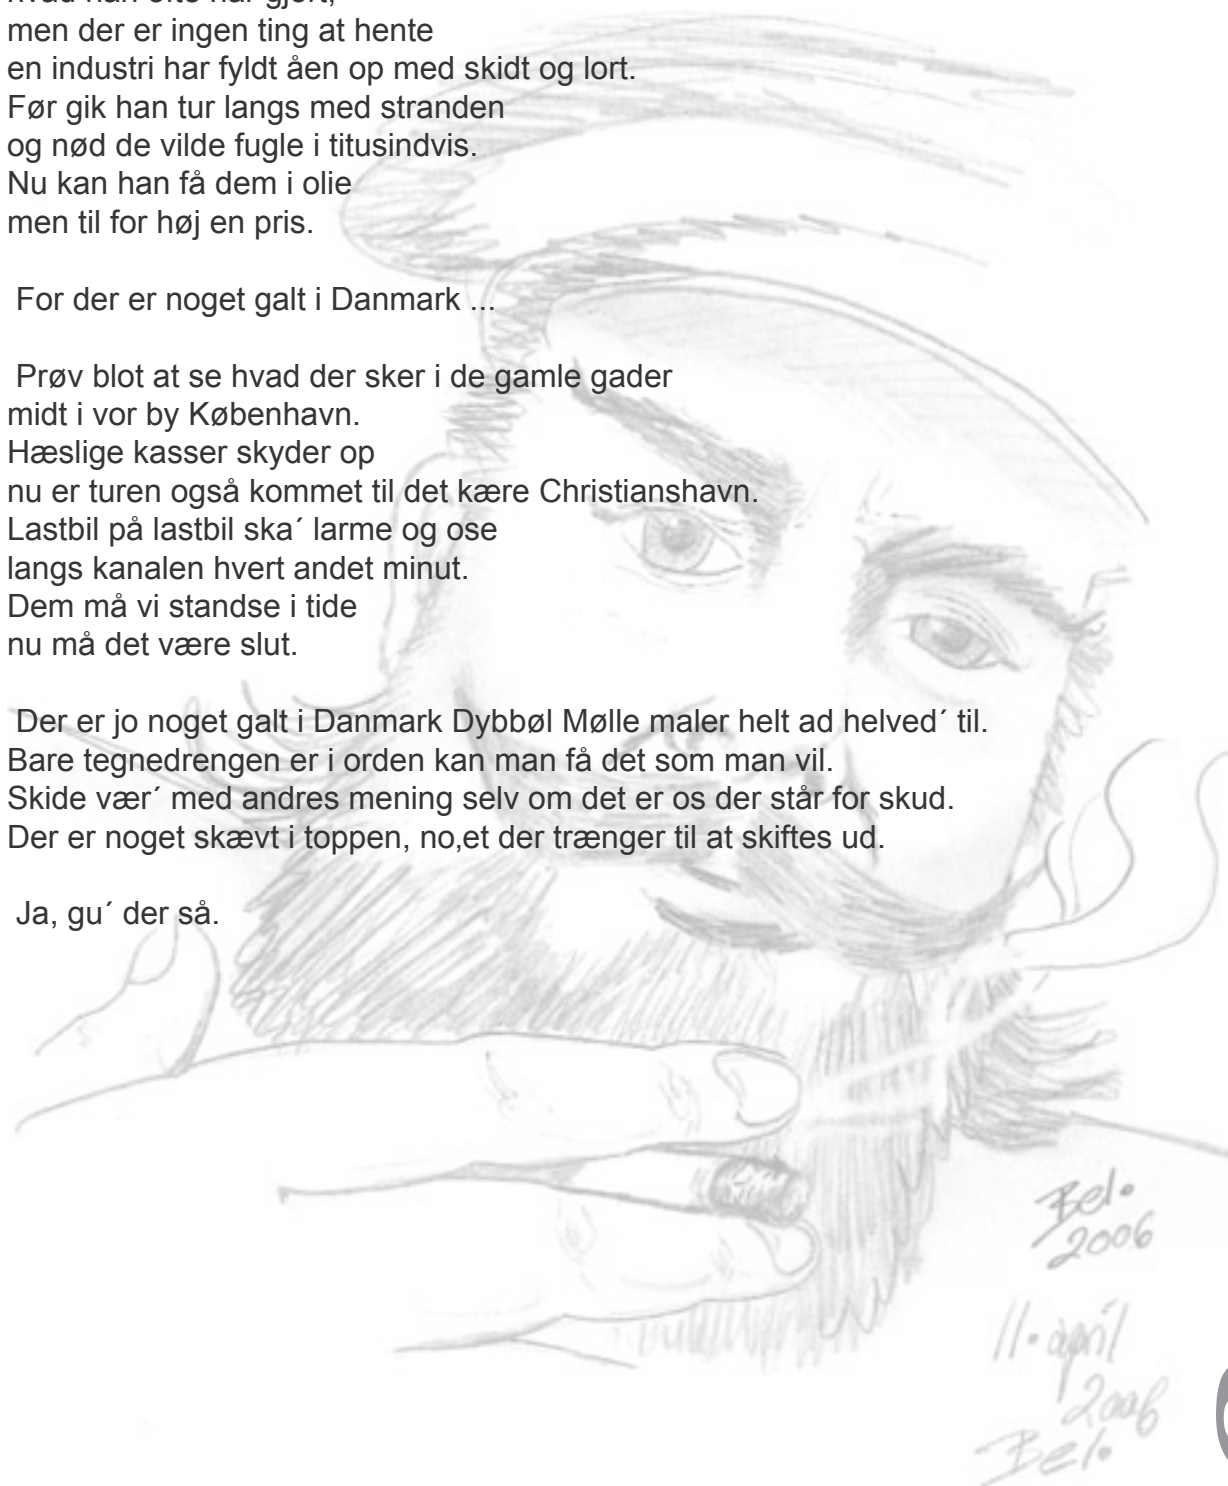 men der er ingen ting at hente
en industri har fyldt åen op med skidt og lort.
Før gik han tur langs med stranden
og nød de vilde fugle i titusindvis.
Nu kan han få dem i olie
men til for høj en pris.
For der er noget galt i Danmark ...
Prøv blot at se hvad der sker i de gamle gader
midt i vor by København.
Hæslige kasser skyder op
nu er turen også kommet til det kære Christianshavn.
Lastbil på lastbil ska´ larme og ose
langs kanalen hvert andet minut.
Dem må vi standse i tide
nu må det være slut.
Der er jo noget galt i Danmark Dybbøl Mølle maler helt ad helved´ til.
Bare tegnedrengen er i orden kan man få det som man vil.
Skide vær´ med andres mening selv om det er os der står for skud.
Der er noget skævt i toppen, no,et der trænger til at skiftes ud.
Ja, gu´ der så.
Bel.
2006
11. april
2006
Bel.